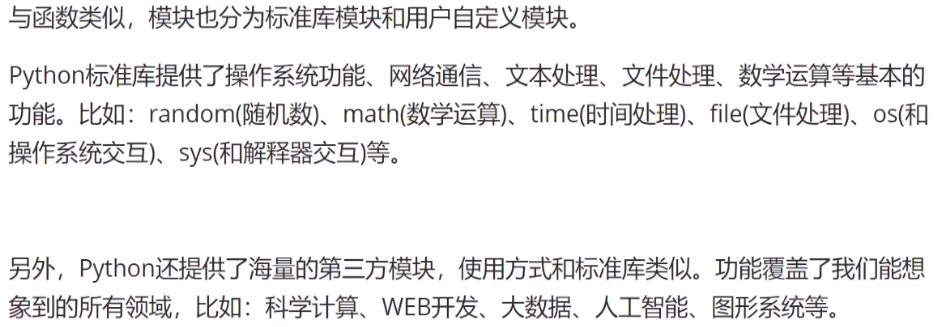 与函数类似，模块也分为标准库模块和用户自定义模块。
Python标准库提供了操作系统功能、网络通信、文本处理、文件处理、数学运算等基本的
功能。比如：random(随机数)、math(数学运算)、time(时间处理)、file(文件处理)、os(和
操作系统交互)、sys(和解释器交互)等。
另外，Python还提供了海量的第三方模块，使用方式和标准库类似。功能覆盖了我们能想
象到的所有领域，比如：科学计算、WEB开发、大数据、人工智能、图形系统等。